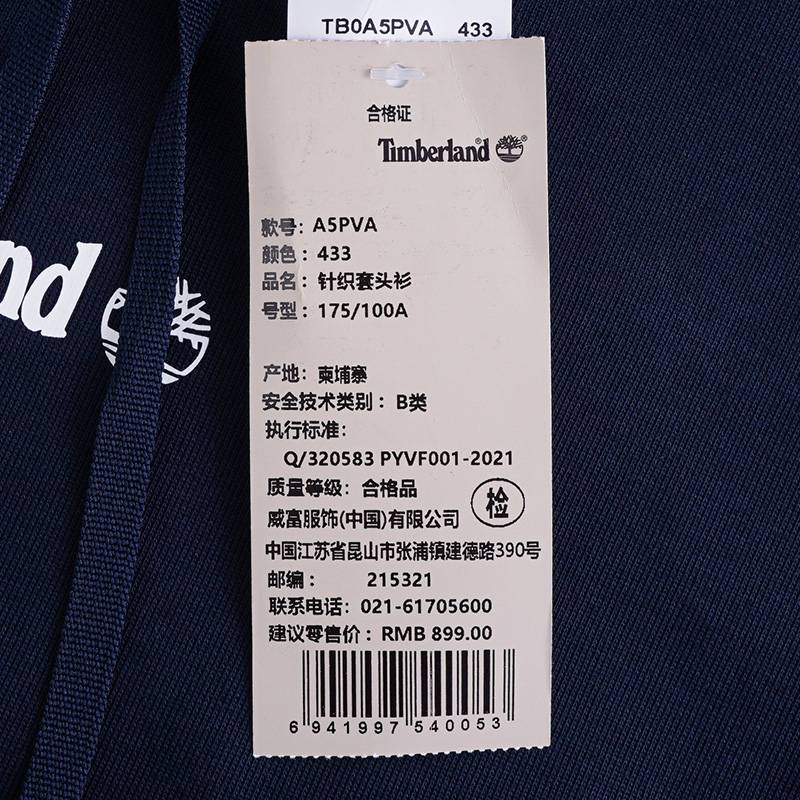 TB0A5PVA 433
合格证
Timberland®
款号: A5PVA
颜色: 433
品名: 针织套头衫
号型: 175/100A
nd
产地: 柬埔寨
安全技术类别: B类
执行标准:
Q/320583 PYVF001-2021
质量等级: 合格品
检
威富服饰(中国)有限公司
中国江苏省昆山市张浦镇建德路390号
邮编: 215321
联系电话: 021-61705600
建议零售价: RMB 899.00
6 941997 540053